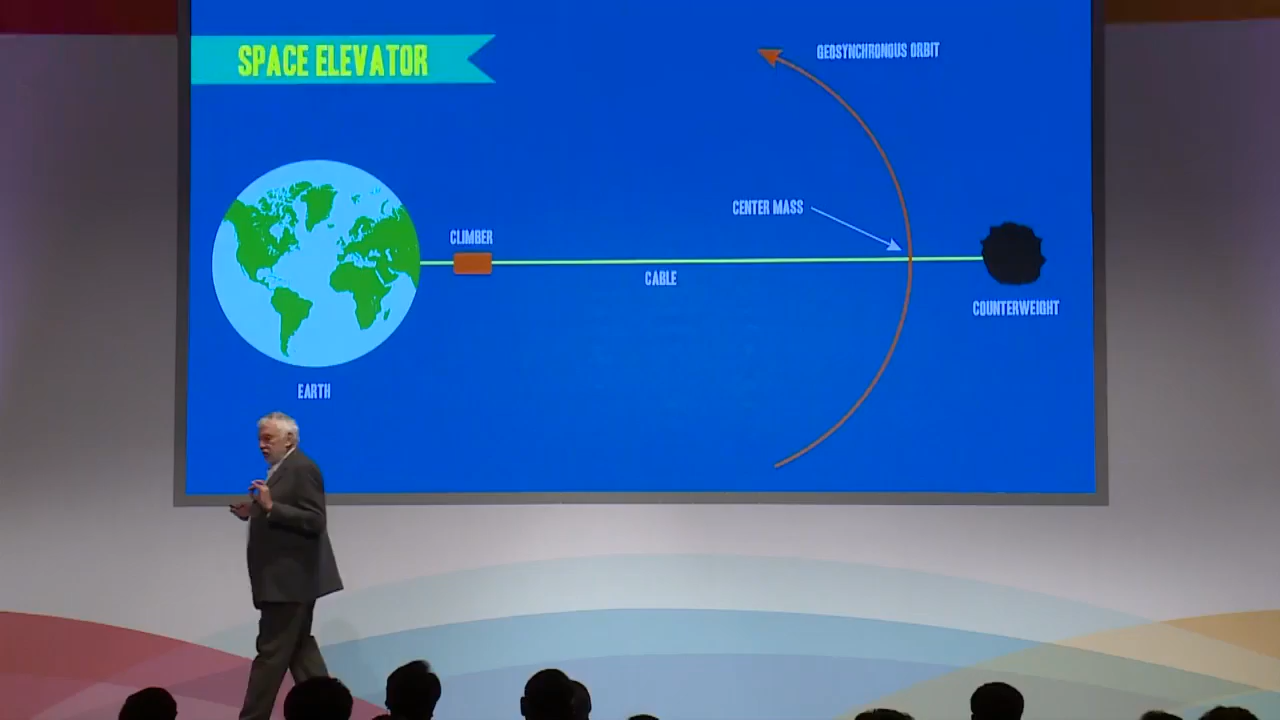 SPACE ELEVATOR
GEOSYNCHRONOUS ORBIT
CENTER MASS
CLIMBER
CABLE
COUNTERWEIGHT
EARTH